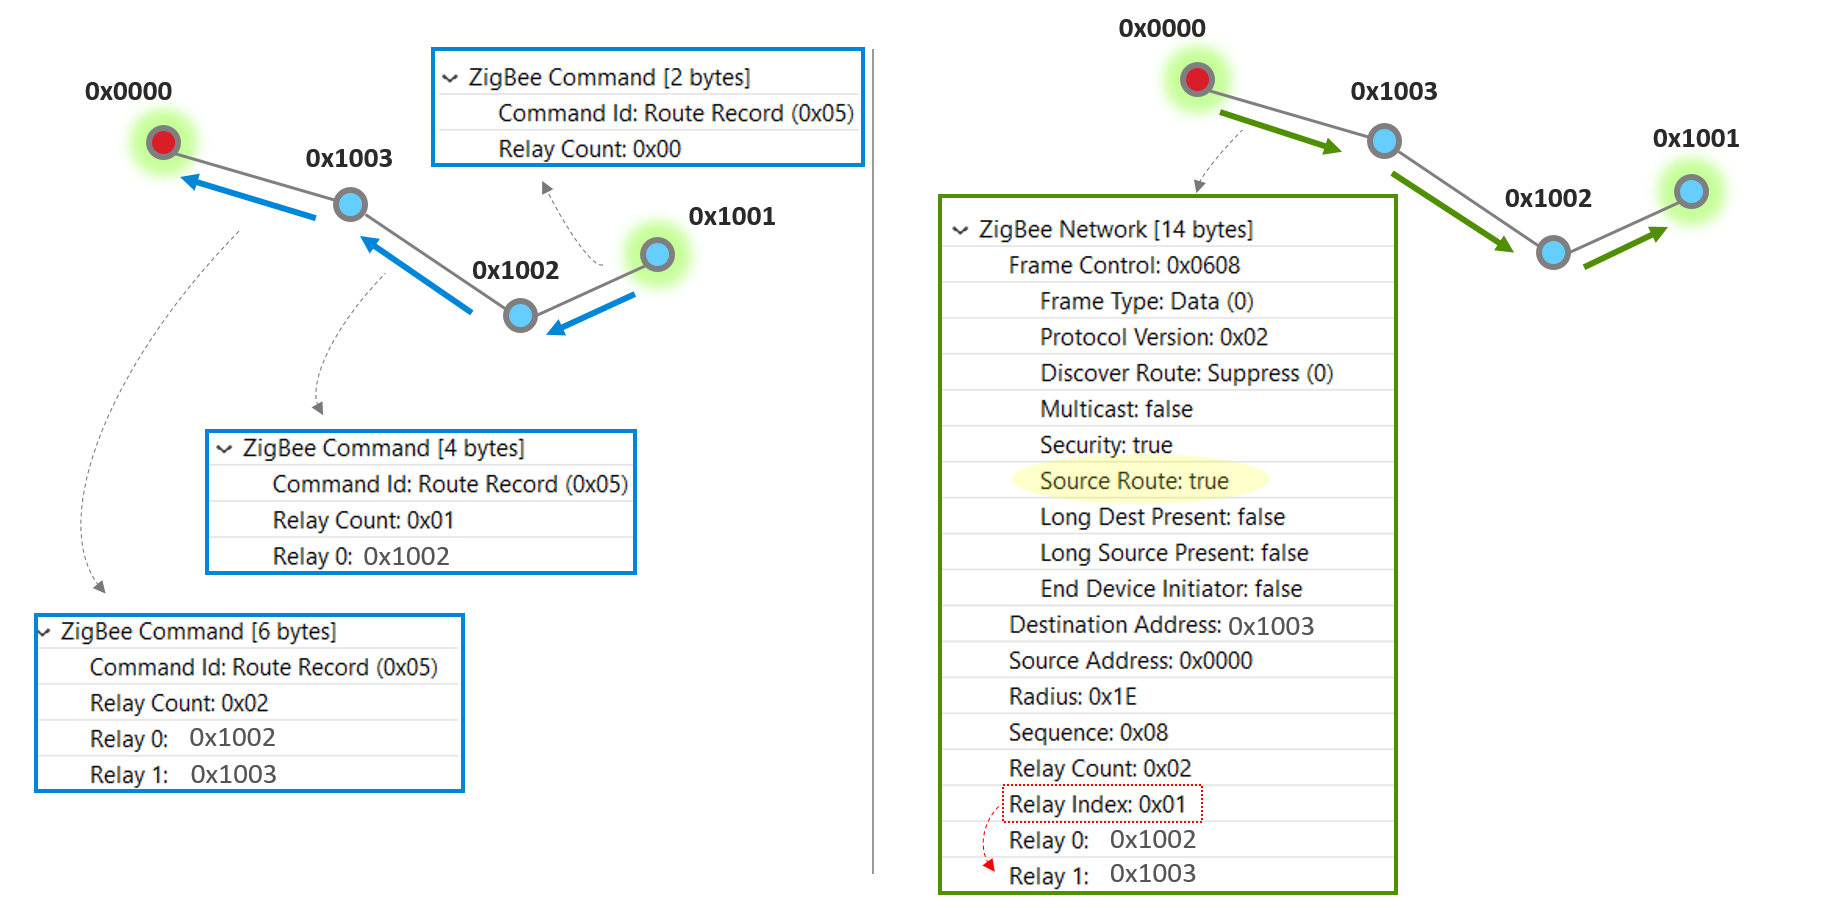 0x0000
0x1003
0x1002
0x1001
ZigBee Command [2 bytes]
Command Id: Route Record (0x05)
Relay Count: 0x00
ZigBee Command [4 bytes]
Command Id: Route Record (0x05)
Relay Count: 0x01
Relay 0: 0x1002
ZigBee Command [6 bytes]
Command Id: Route Record (0x05)
Relay Count: 0x02
Relay 0: 0x1002
Relay 1: 0x1003
0x0000
0x1003
0x1001
0x1002
ZigBee Network [14 bytes]
Frame Control: 0x0608
Frame Type: Data (0)
Protocol Version: 0x02
Discover Route: Suppress (0)
Multicast: false
Security: true
Source Route: true
Long Dest Present: false
Long Source Present: false
End Device Initiator: false
Destination Address: 0x1003
Source Address: 0x0000
Radius: 0x1E
Sequence: 0x08
Relay Count: 0x02
Relay Index: 0x01
Relay 0: 0x1002
Relay 1: 0x1003